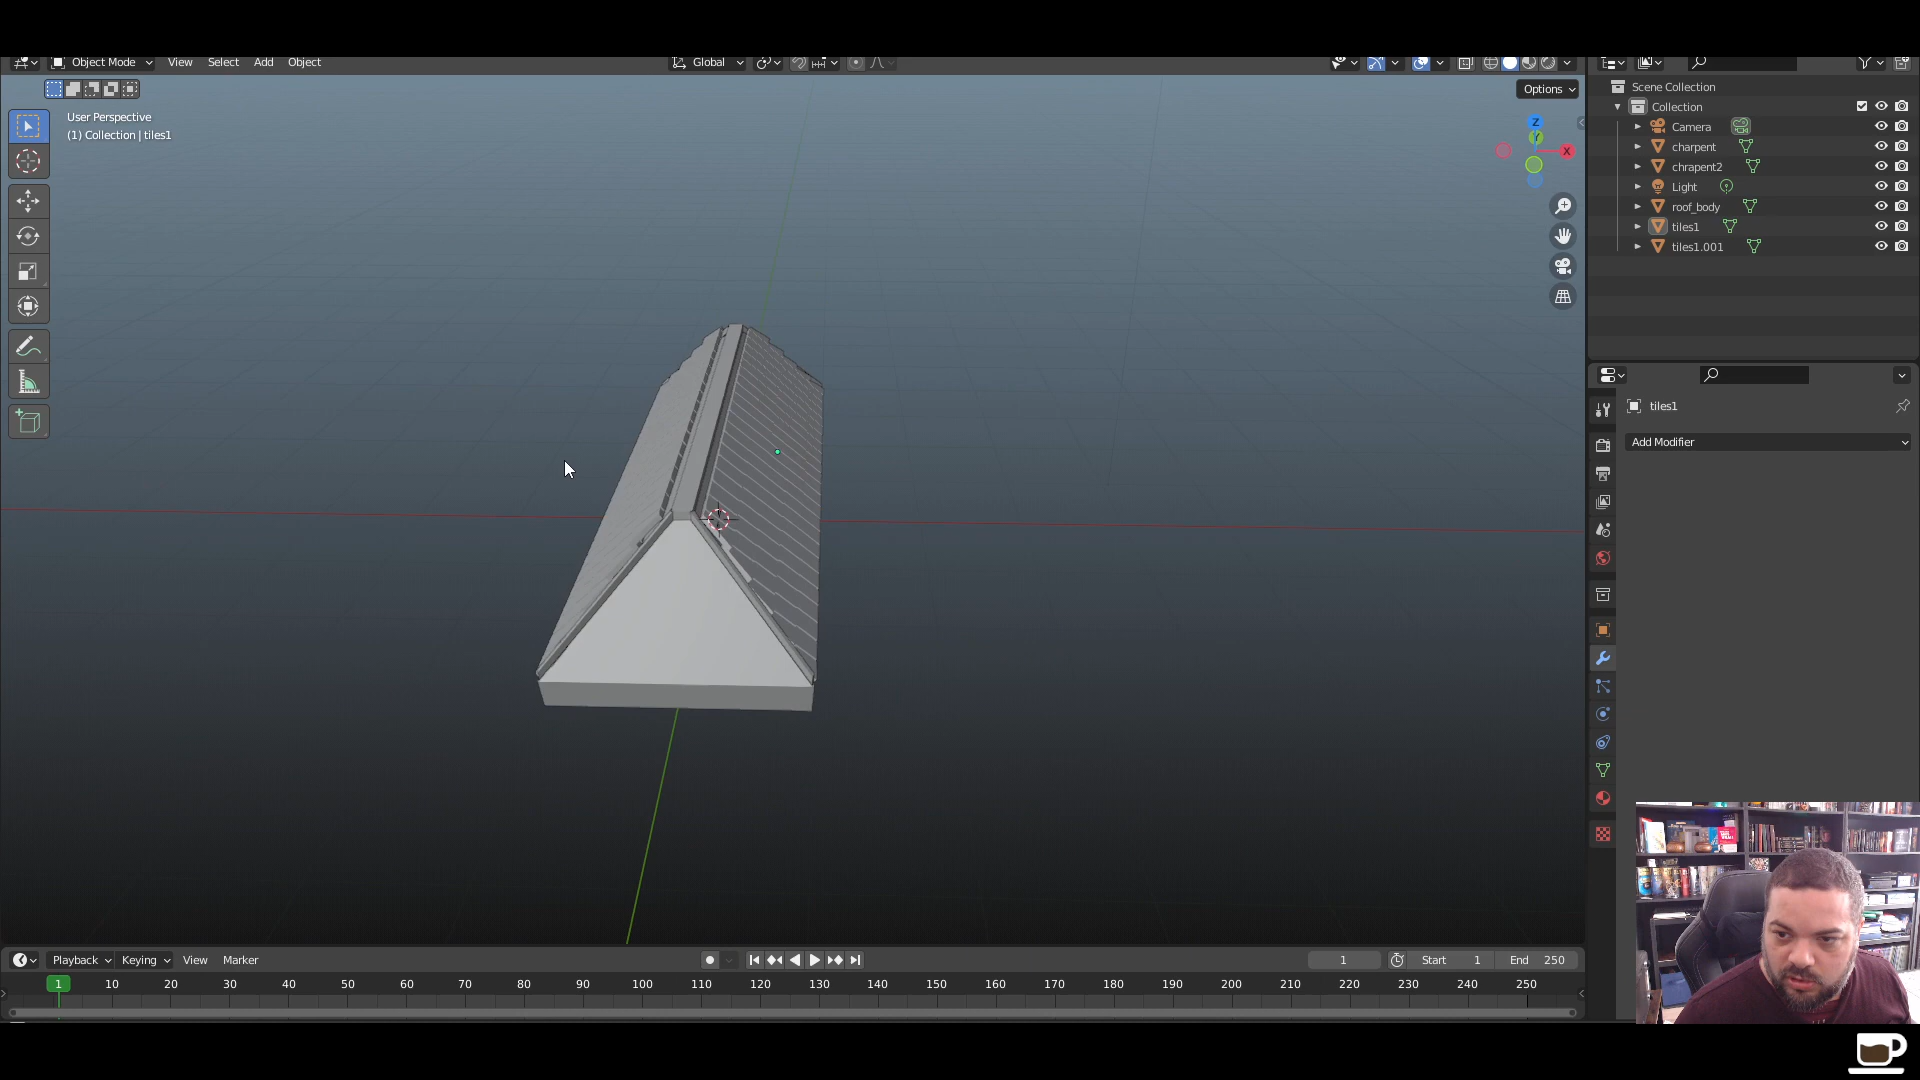 Object Mode
View
Select
Add
Object
Global
Options
User Perspective
(1) Collection | tiles1
Z
Y
X
Scene Collection
Collection
Camera
charpent
chrapent2
Light
roof_body
tiles1
tiles1.001
tiles1
Add Modifier
Playback
Keying
View
Marker
1
Start 1
End 250
1 10 20 30 40 50 60 70 80 90 100 110 120 130 140 150 160 170 180 190 200 210 220 230 240 250